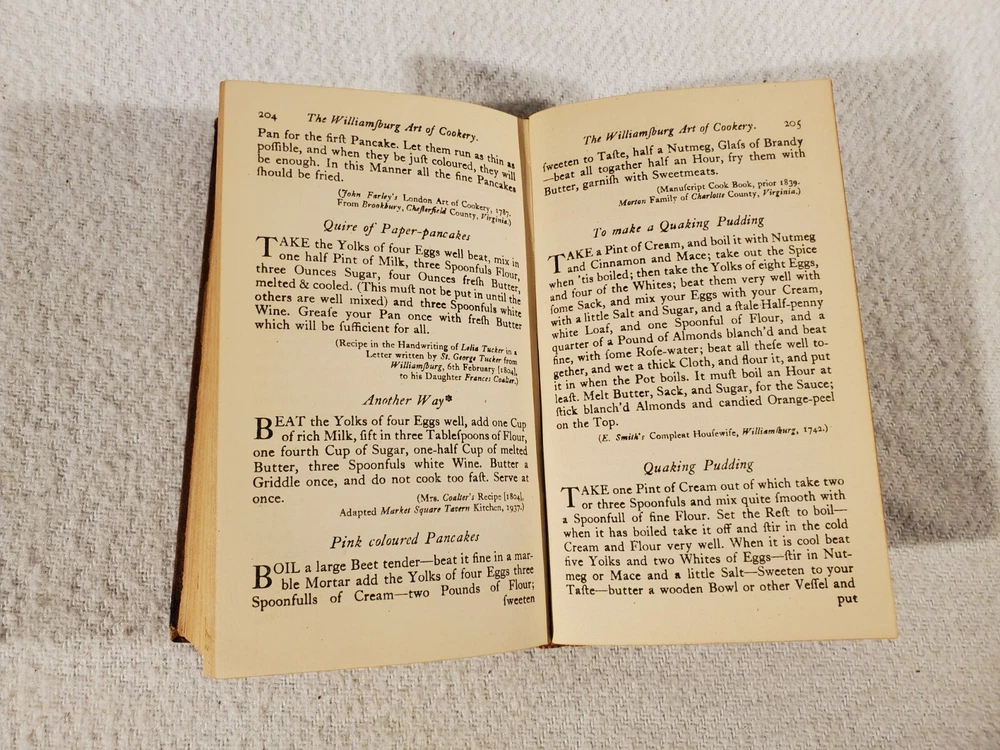 204 The Williamſburg Art of Cookery.
Pan for the firſt Pancake. Let them run as thin as
poſſible, and when they be juſt coloured, they will
be enough. In this Manner all the fine Pancakes
ſhould be fried.
(John Farley's London Art of Cookery, 1787.
From Brookbury, Cheſterfield County, Virginia.)
Quire of Paper-pancakes
TAKE the Yolks of four Eggs well beat, mix in
one half Pint of Milk, three Spoonfuls Flour,
three Ounces Sugar, four Ounces freſh Butter,
melted & cooled. (This muſt not be put in until the
others are well mixed) and three Spoonfuls white
Wine. Greaſe your Pan once with freſh Butter
which will be ſufficient for all.
(Recipe in the Handwriting of Lelia Tucker in a
Letter written by St. George Tucker from
Williamſburg, 6th February [1804],
to his Daughter Frances Coalter.)
Another Way*
BEAT the Yolks of four Eggs well, add one Cup
of rich Milk, ſift in three Tableſpoons of Flour,
one fourth Cup of Sugar, one-half Cup of melted
Butter, three Spoonfuls white Wine. Butter a
Griddle once, and do not cook too faſt. Serve at
once. (Mrs. Coalter's Recipe [1804],
Adapted Market Square Tavern Kitchen, 1937.)
Pink coloured Pancakes
BOIL a large Beet tender—beat it fine in a mar-
ble Mortar add the Yolks of four Eggs three
Spoonfulls of Cream—two Pounds of Flour;
ſweeten
The Williamſburg Art of Cookery. 205
ſweeten to Taſte, half a Nutmeg, Glaſs of Brandy
—beat all togather half an Hour, fry them with
Butter, garniſh with Sweetmeats.
(Manuſcript Cook Book, prior 1839.
Morton Family of Charlotte County, Virginia.)
To make a Quaking Pudding
TAKE a Pint of Cream, and boil it with Nutmeg
and Cinnamon and Mace; take out the Spice
when 'tis boiled; then take the Yolks of eight Eggs,
and four of the Whites; beat them very well with
ſome Sack, and mix your Eggs with your Cream,
with a little Salt and Sugar, and a ſtale Half-penny
white Loaf, and one Spoonful of Flour, and a
quarter of a Pound of Almonds blanch'd and beat
fine, with ſome Roſe-water; beat all theſe well to-
gether, and wet a thick Cloth, and flour it, and put
it in when the Pot boils. It muſt boil an Hour at
leaſt. Melt Butter, Sack, and Sugar, for the Sauce;
ſtick blanch'd Almonds and candied Orange-peel
on the Top.
(E. Smith's Compleat Houſewife, Williamſburg, 1742.)
Quaking Pudding
TAKE one Pint of Cream out of which take two
or three Spoonfuls and mix quite ſmooth with
a Spoonfull of fine Flour. Set the Reſt to boil—
when it has boiled take it off and ſtir in the cold
Cream and Flour very well. When it is cool beat
five Yolks and two Whites of Eggs—ſtir in Nut-
meg or Mace and a little Salt—Sweeten to your
Taſte—butter a wooden Bowl or other Veſſel and
put